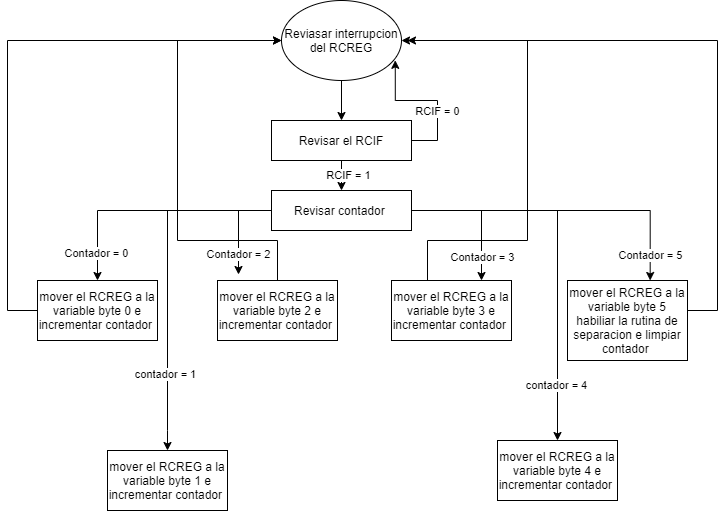 Reviasar interrupcion
del RCREG
RCIF = 0
Revisar el RCIF
RCIF = 1
Revisar contador
Contador = 0
Contador = 2
Contador = 3
Contador = 5
mover el RCREG a la
variable byte 0 e
incrementar contador
mover el RCREG a la
variable byte 2 e
incrementar contador
mover el RCREG a la
variable byte 3 e
incrementar contador
mover el RCREG a la
variable byte 5
habiliar la rutina de
separacion e limpiar
contador
contador = 1
contador = 4
mover el RCREG a la
variable byte 1 e
incrementar contador
mover el RCREG a la
variable byte 4 e
incrementar contador